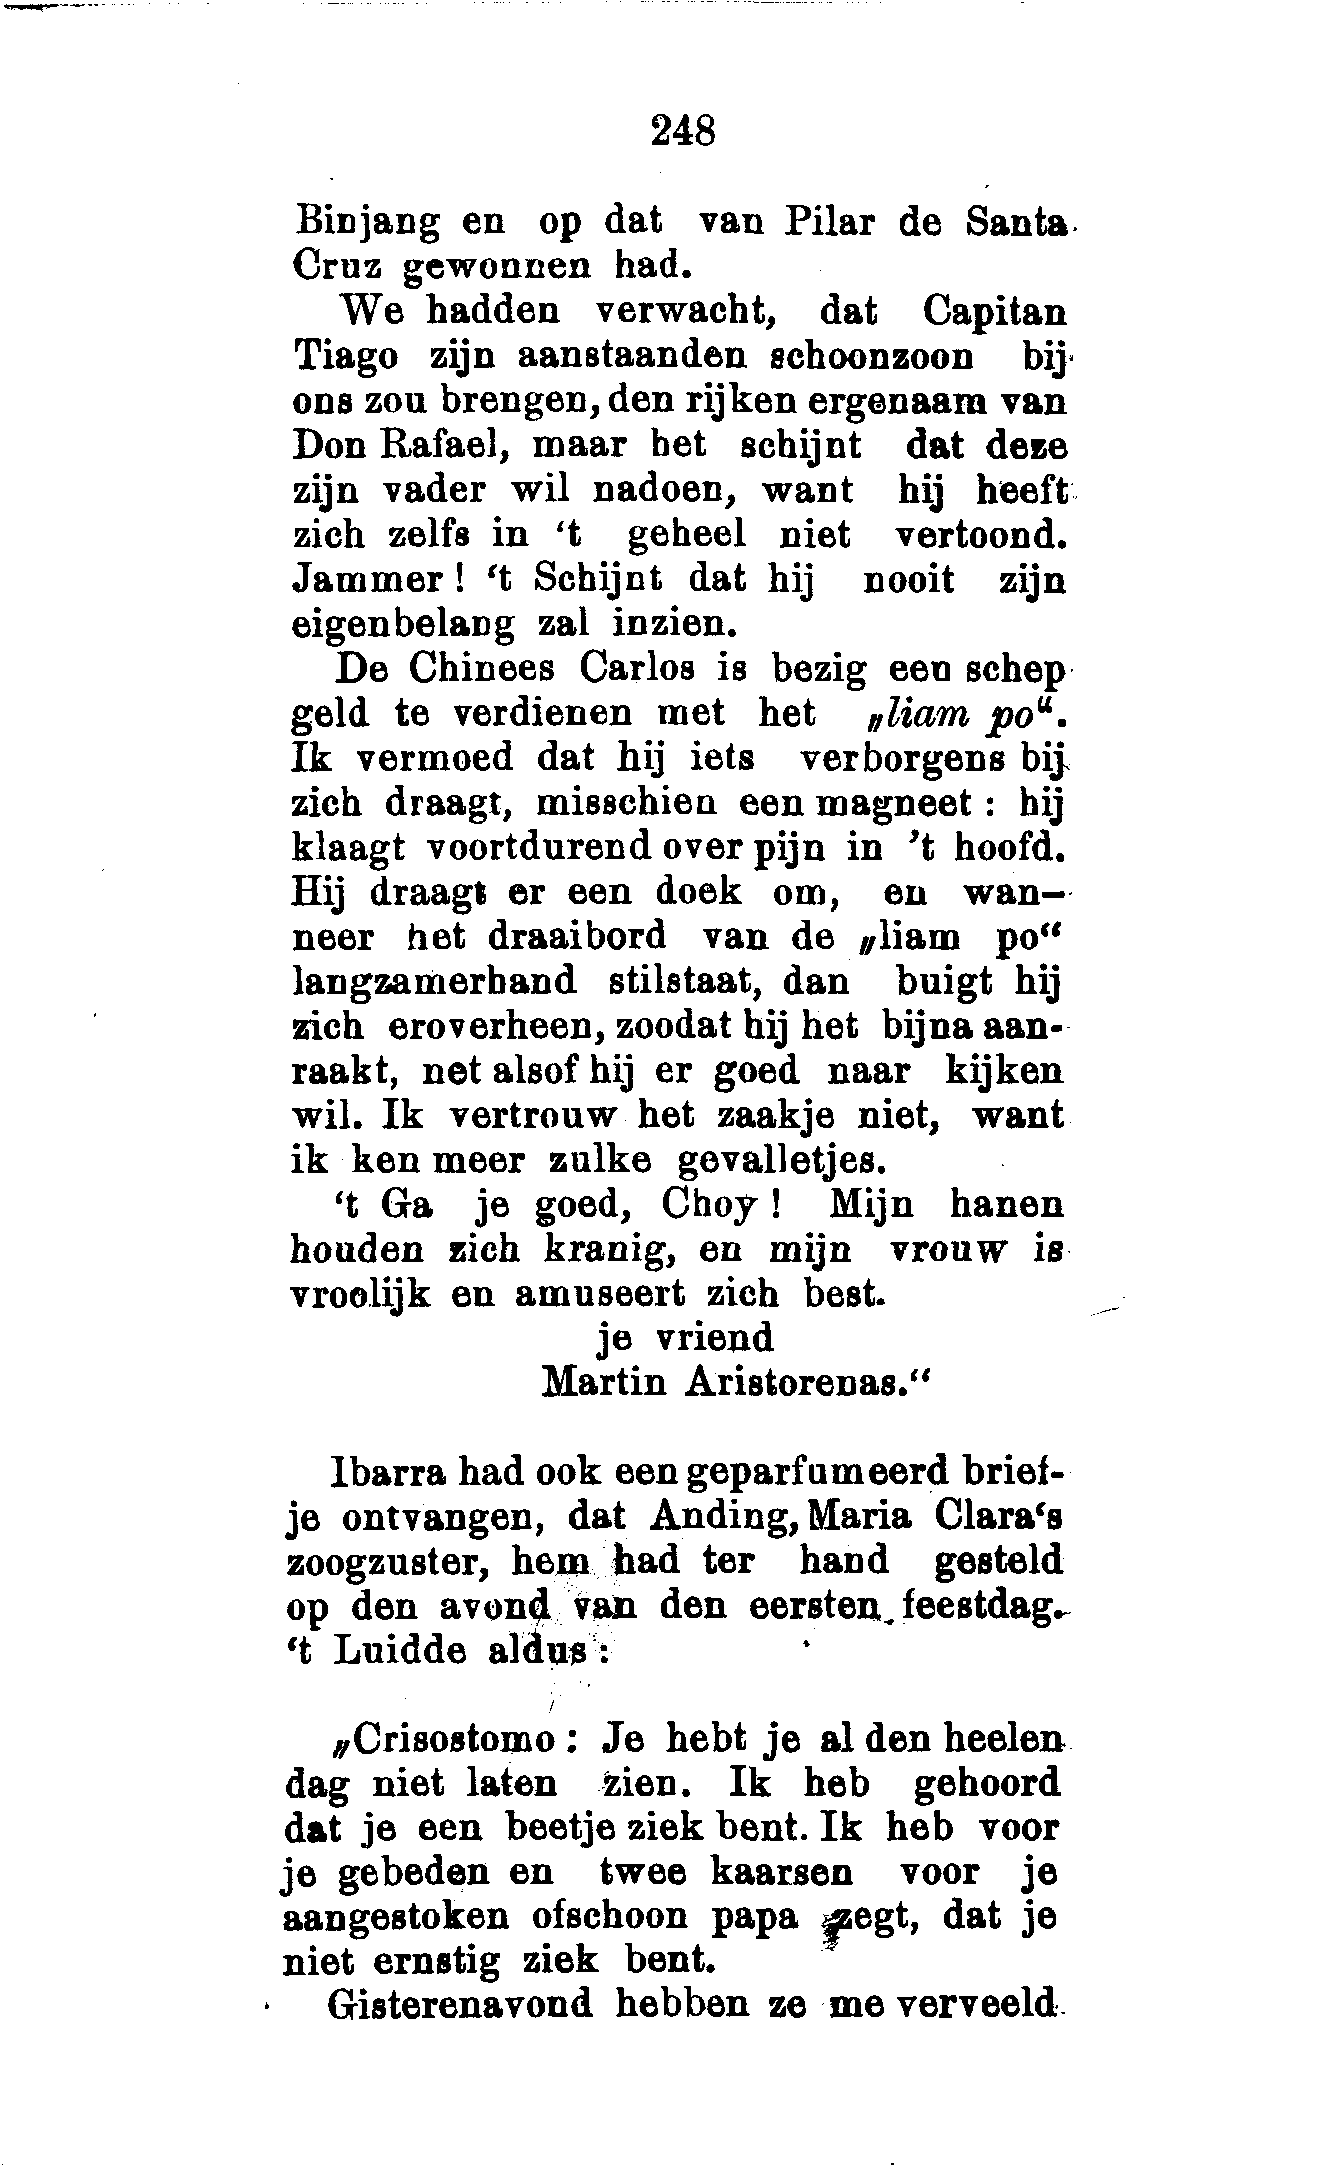 248
Binjang en op dat van Pilar de Santa
Cruz gewonnen had.
We hadden verwacht, dat Capitan
Tiago zijn aanstaanden schoonzoon bij
ons zou brengen, den rijken ergenaam van
Don Rafael, maar het schijnt dat deze
zijn vader wil nadoen, want hij heeft
zich zelfs in ‘t geheel niet vertoond.
Jammer ! ‘t Schijnt dat hij nooit zijn
eigenbelang zal inzien.
De Chinees Carlos is bezig een schep
geld te verdienen met het „liam po“.
Ik vermoed dat hij iets verborgens bij
zich draagt, misschien een magneet : hij
klaagt voortdurend over pijn in ’t hoofd.
Hij draagt er een doek om, en wan—
neer het draaibord van de „liam po“
langzamerhand stilstaat, dan buigt hij
zich eroverheen, zoodat hij het bijna aan-
raakt, net alsof hij er goed naar kijken
wil. Ik vertrouw het zaakje niet, want
ik ken meer zulke gevalletjes.
‘t Ga je goed, Choy ! Mijn hanen
houden zich kranig, en mijn vrouw is
vroolijk en amuseert zich best.
je vriend
Martin Aristorenas.“
Ibarra had ook een geparfumeerd brief-
je ontvangen, dat Anding, Maria Clara‘s
zoogzuster, hem had ter hand gesteld
op den avond van den eersten feestdag.
‘t Luidde aldus :
„Crisostomo : Je hebt je al den heelen
dag niet laten zien. Ik heb gehoord
dat je een beetje ziek bent. Ik heb voor
je gebeden en twee kaarsen voor je
aangestoken ofschoon papa zegt, dat je
niet ernstig ziek bent.
Gisterenavond hebben ze me verveeld